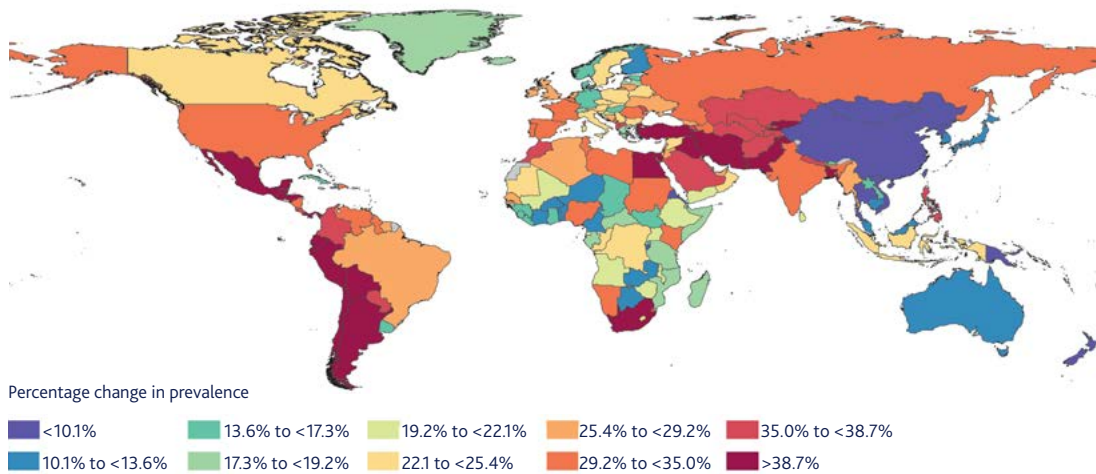 Percentage change in prevalence
<10.1% 13.6% to <17.3% 19.2% to <22.1% 25.4% to <29.2% 35.0% to <38.7%
10.1% to <13.6% 17.3% to <19.2% 22.1 to <25.4% 29.2% to <35.0% >38.7%